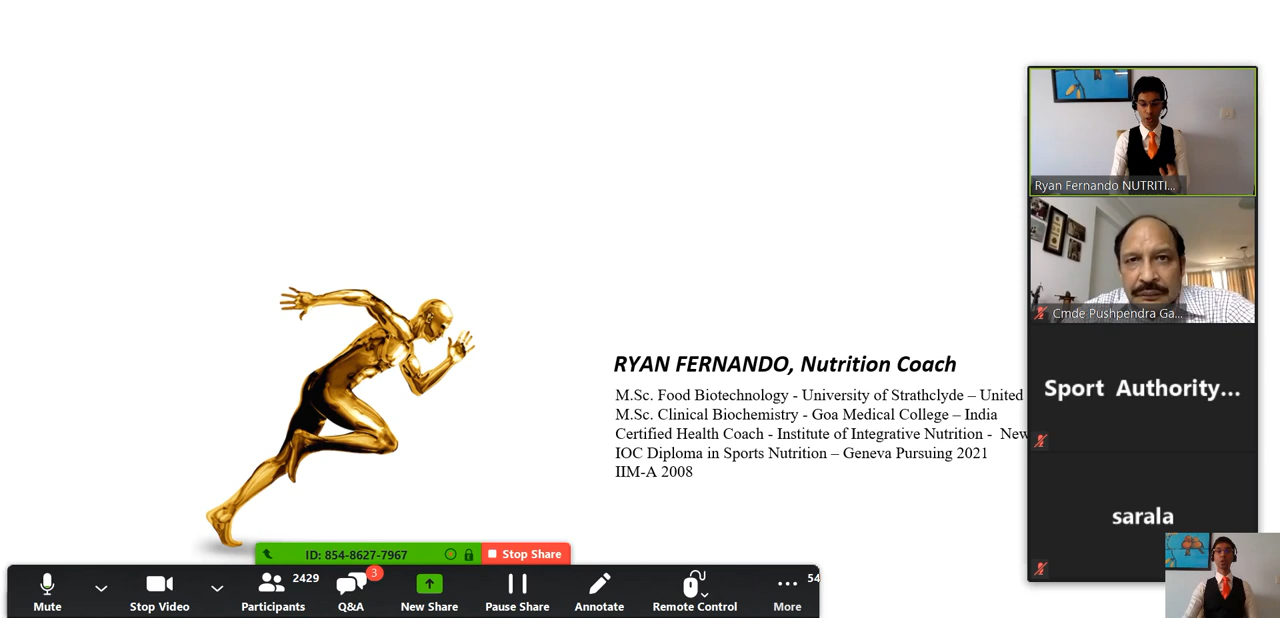 Ryan Fernando NUTRITI...
Cmde Pushpendra Ga...
Sport Authority...
sarala
RYAN FERNANDO, Nutrition Coach
M.Sc. Food Biotechnology - University of Strathclyde – United
M.Sc. Clinical Biochemistry - Goa Medical College – India
Certified Health Coach - Institute of Integrative Nutrition - New
IOC Diploma in Sports Nutrition – Geneva Pursuing 2021
IIM-A 2008
ID: 854-8627-7967
Stop Share
2429
3
54
Mute
Stop Video
Participants
Q&A
New Share
Pause Share
Annotate
Remote Control
More